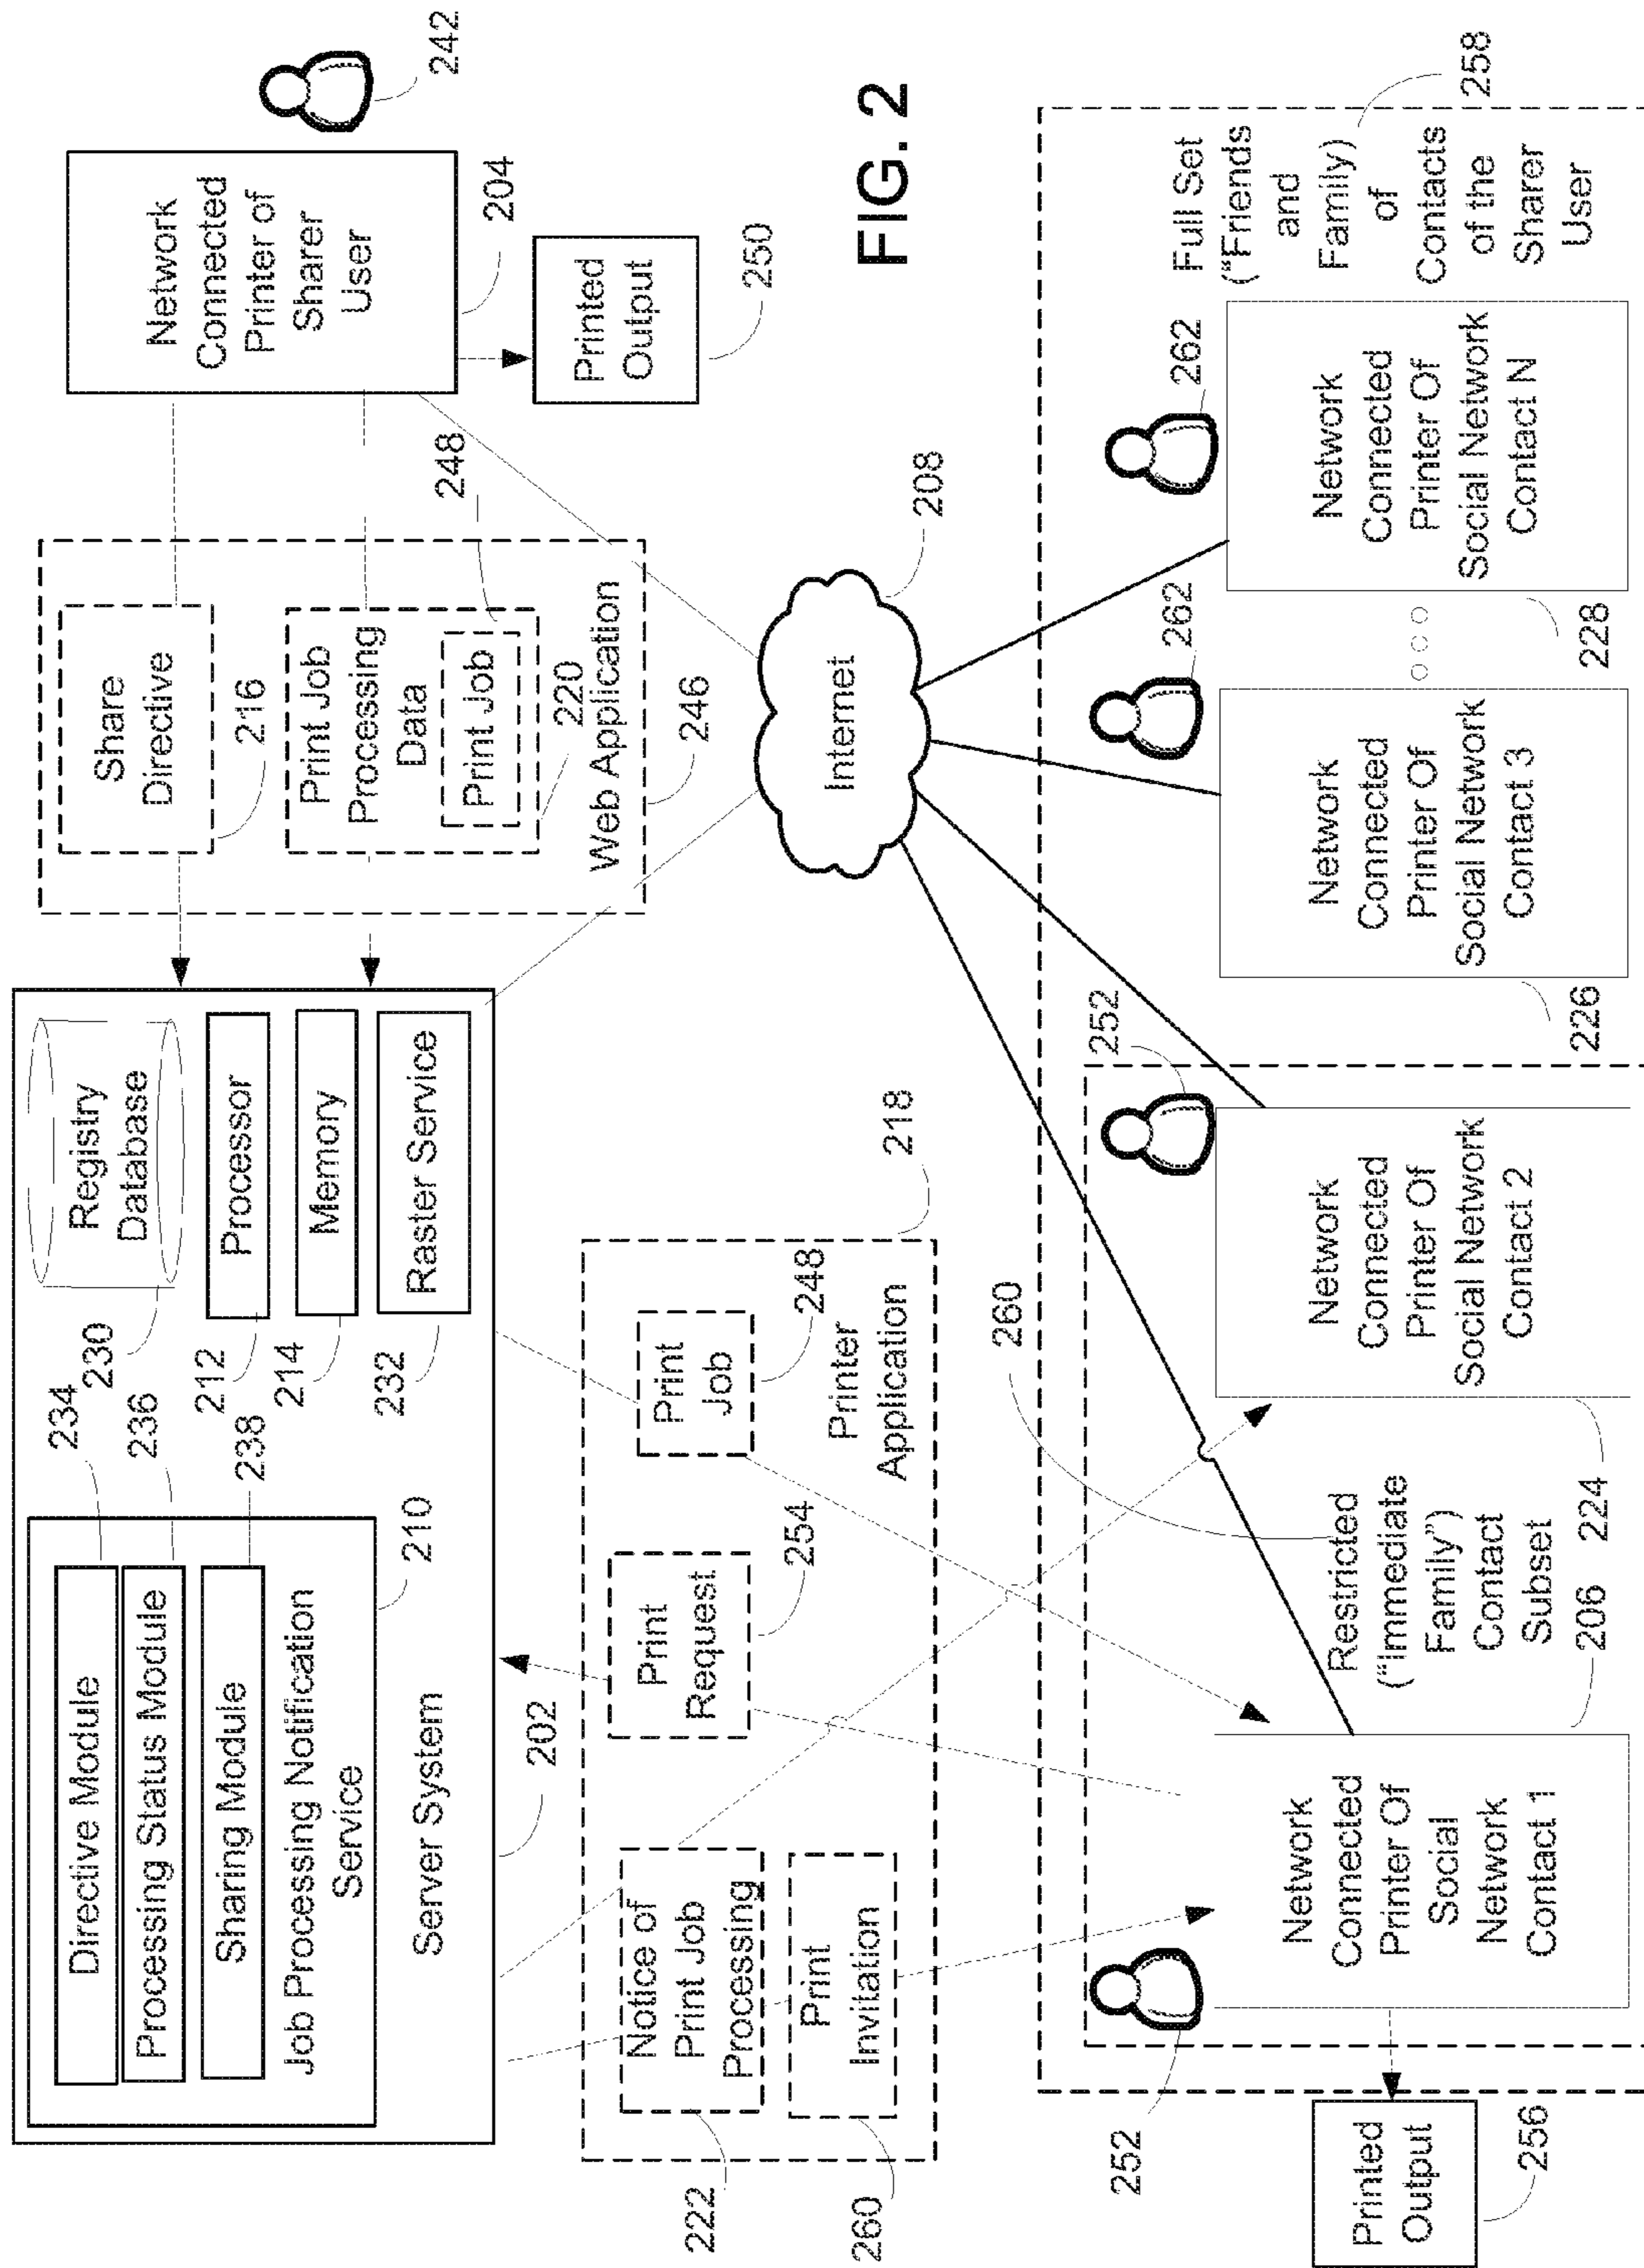 Directive Module
Processing Status Module
Sharing Module
Job Processing Notification
Service
Server System
234
230
236
212
238
214
232
210
202
Registry
Database
Processor
Memory
Raster Service
Share
Directive
216
Print Job
Processing
Data
Print Job
220
Web Application
246
248
Network
Connected
Printer of
Sharer
User
242
204
Printed
Output
250
FIG. 2
Notice of
Print Job
Processing
Print
Invitation
222
260
Print
Request
254
Print
Job
248
Printer
Application
218
Internet
208
260
252
Network
Connected
Printer Of
Social
Network
Contact 1
206
Restricted
("Immediate
Family")
Contact
Subset
252
Network
Connected
Printer Of
Social Network
Contact 2
224
262
Network
Connected
Printer Of
Social Network
Contact 3
226
262
Network
Connected
Printer Of
Social Network
Contact N
228
Full Set
("Friends
and
Family)
of
Contacts
of the
Sharer
User
258
Printed
Output
256